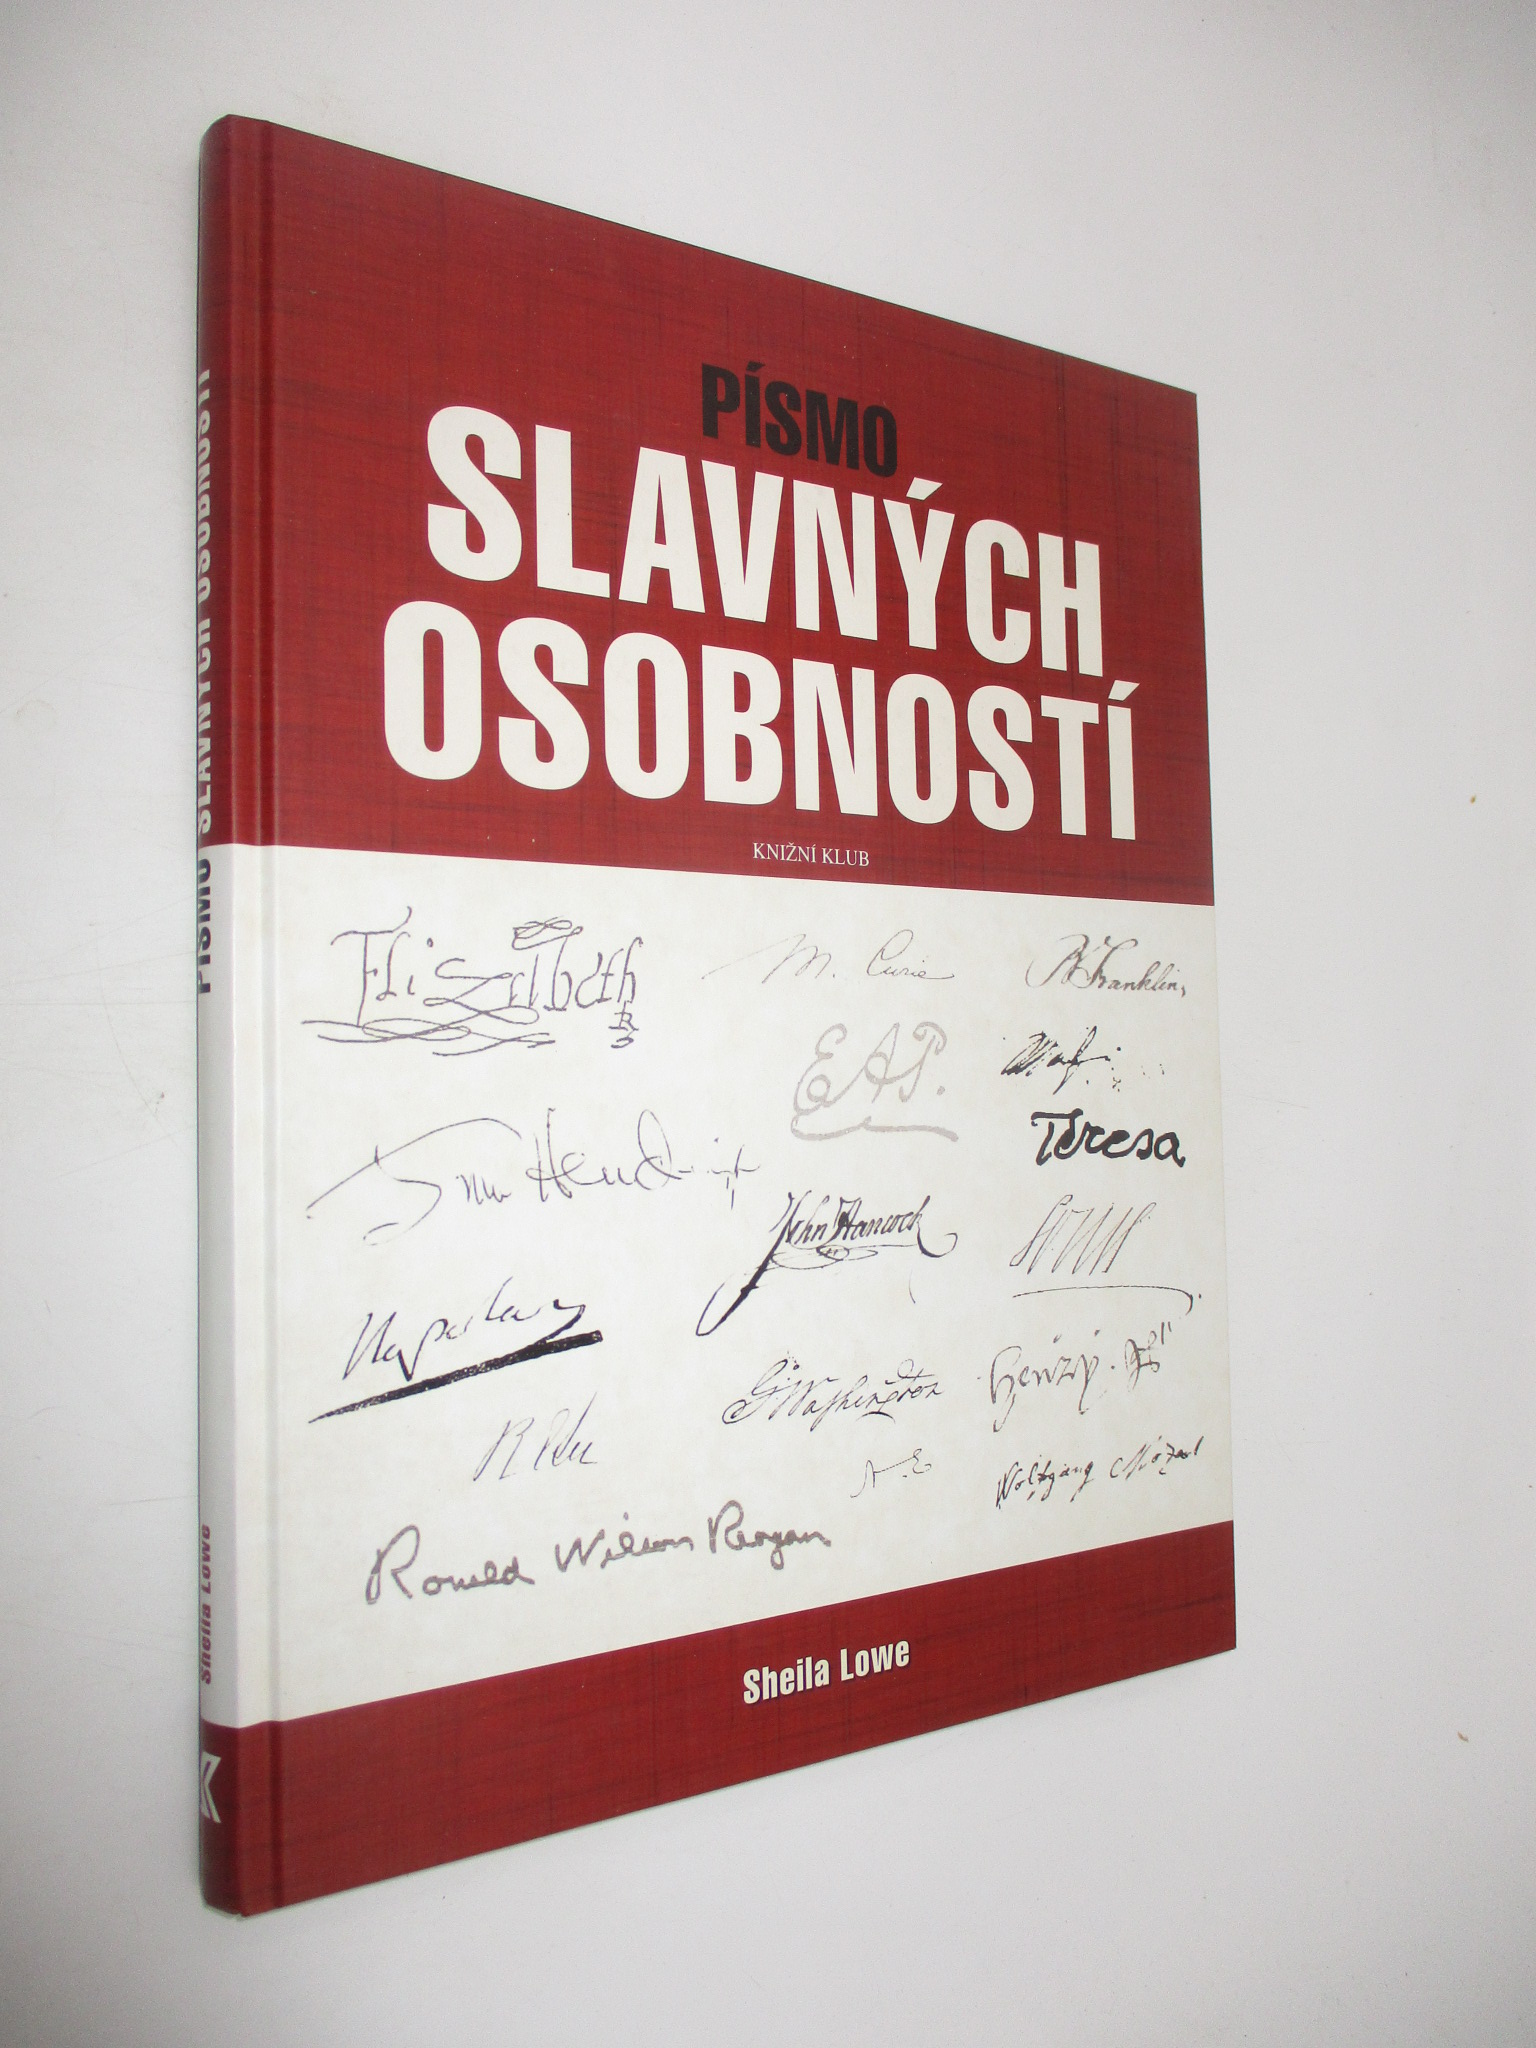 PÍSMO
SLAVNÝCH
OSOBNOSTÍ
KNIŽNÍ KLUB
Elizabeth
R
M. Curie
B Franklin,
EAP.
Teresa
John Hancock
G. Washington
A. E
Wolfgang Mozart
Ronald Wilson Reagan
Sheila Lowe
PÍSMO SLAVNÝCH OSOBNOSTÍ
Sheila Lowe